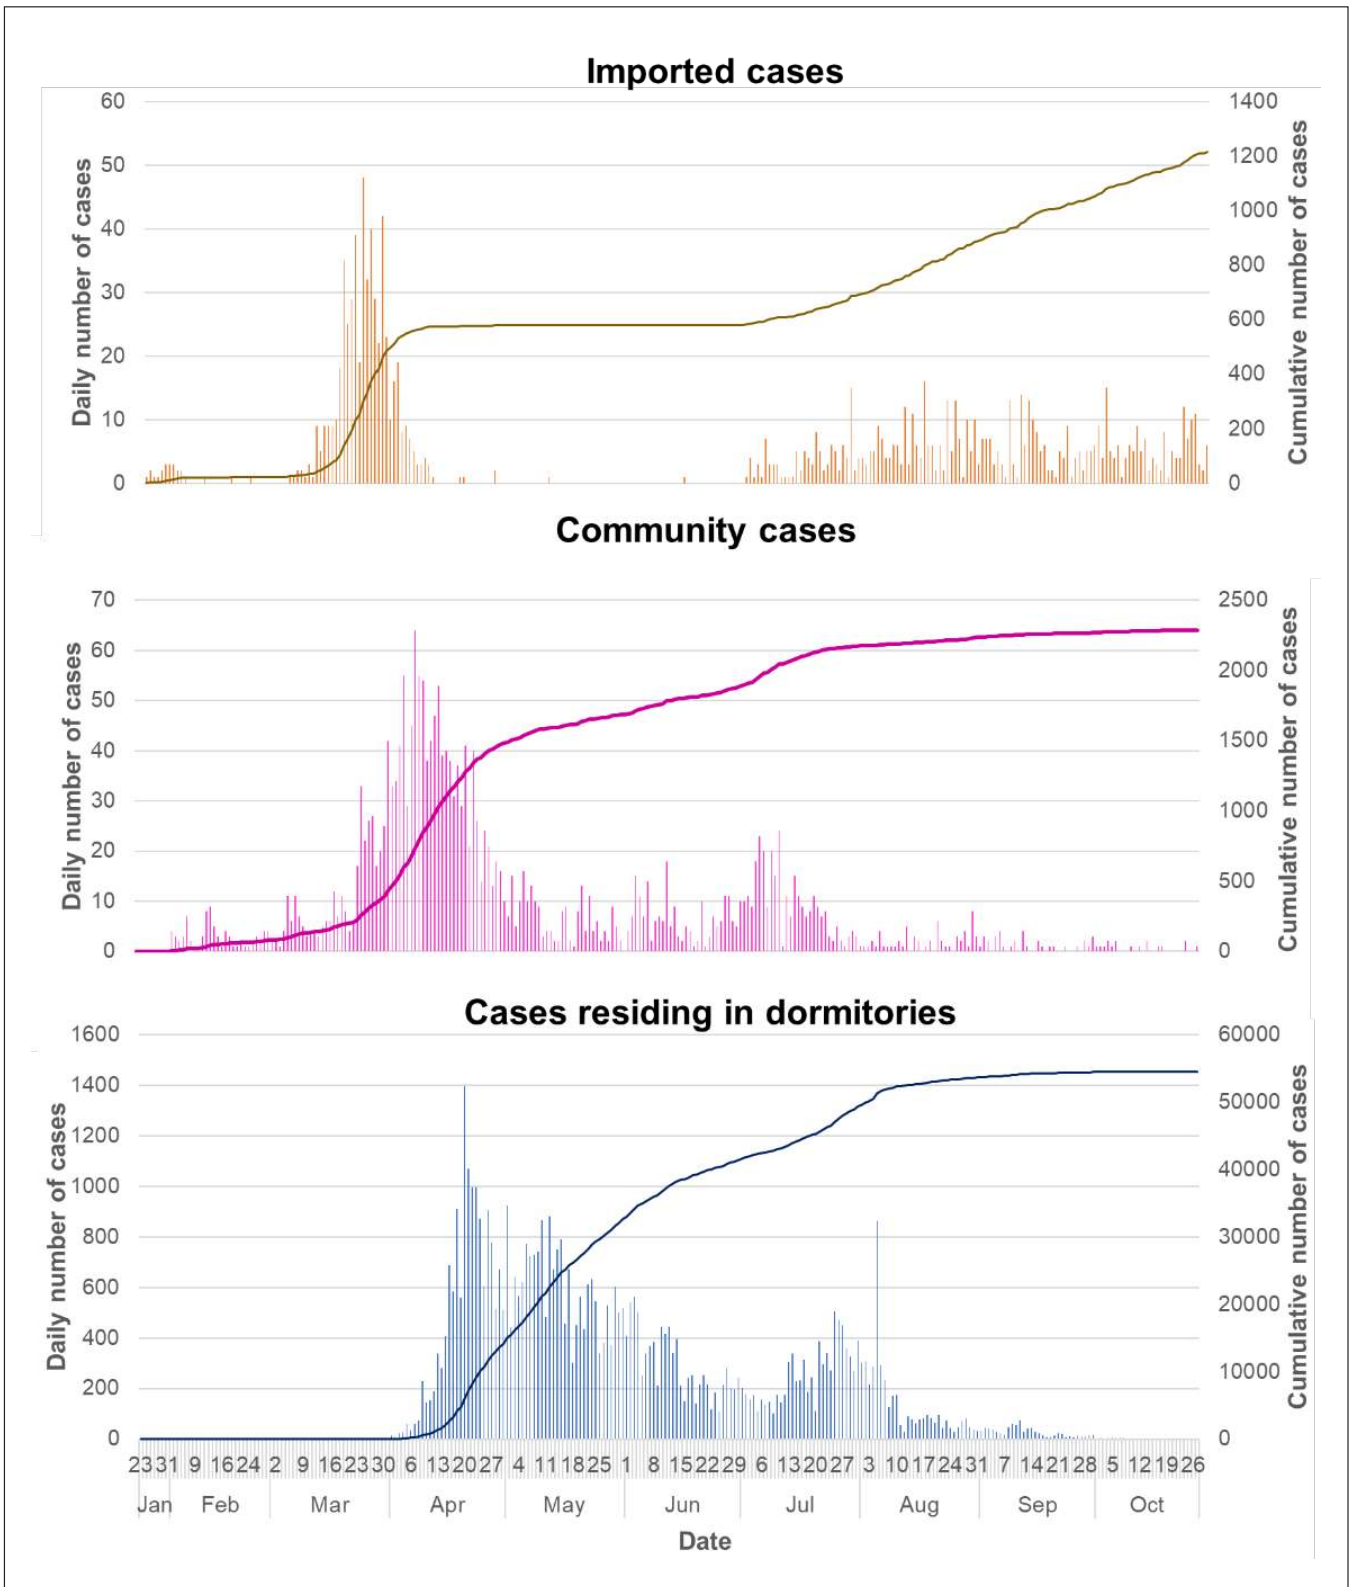 Imported cases
60 1400
50 1200
40 1000
30 800
20 600
10 400
0 200
0
Daily number of cases
Cumulative number of cases
Community cases
70 2500
60 2000
50 1500
40 1000
30 500
20 0
10
0
Daily number of cases
Cumulative number of cases
Cases residing in dormitories
1600 60000
1400 50000
1200 40000
1000 30000
800 20000
600 10000
400 0
200
0
Daily number of cases
Cumulative number of cases
23 31 9 16 24 2 9 16 23 30 6 13 20 27 4 11 18 25 1 8 15 22 29 6 13 20 27 3 10 17 24 31 7 14 21 28 5 12 19 26
Jan Feb Mar Apr May Jun Jul Aug Sep Oct
Date